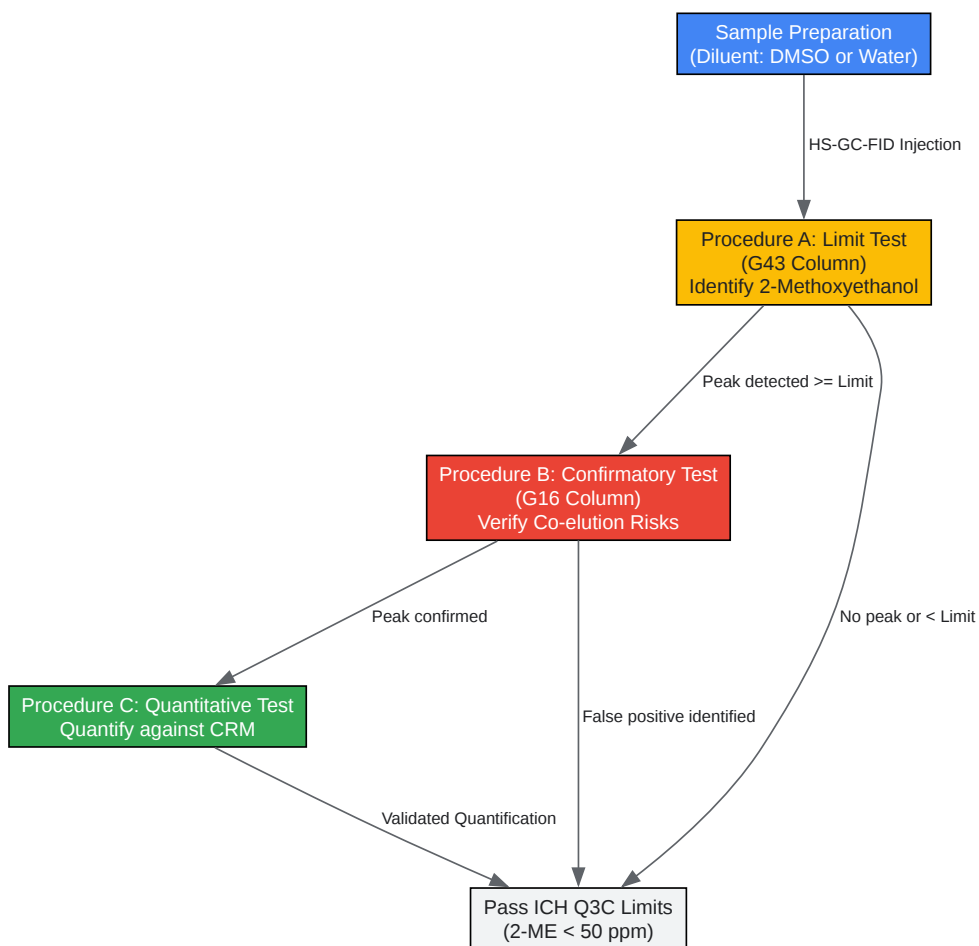 Sample Preparation
(Diluent: DMSO or Water)
HS-GC-FID Injection
Procedure A: Limit Test
(G43 Column)
Identify 2-Methoxyethanol
Peak detected >= Limit
Procedure B: Confirmatory Test
(G16 Column)
Verify Co-elution Risks
Peak confirmed
No peak or < Limit
Procedure C: Quantitative Test
Quantify against CRM
False positive identified
Validated Quantification
Pass ICH Q3C Limits
(2-ME < 50 ppm)